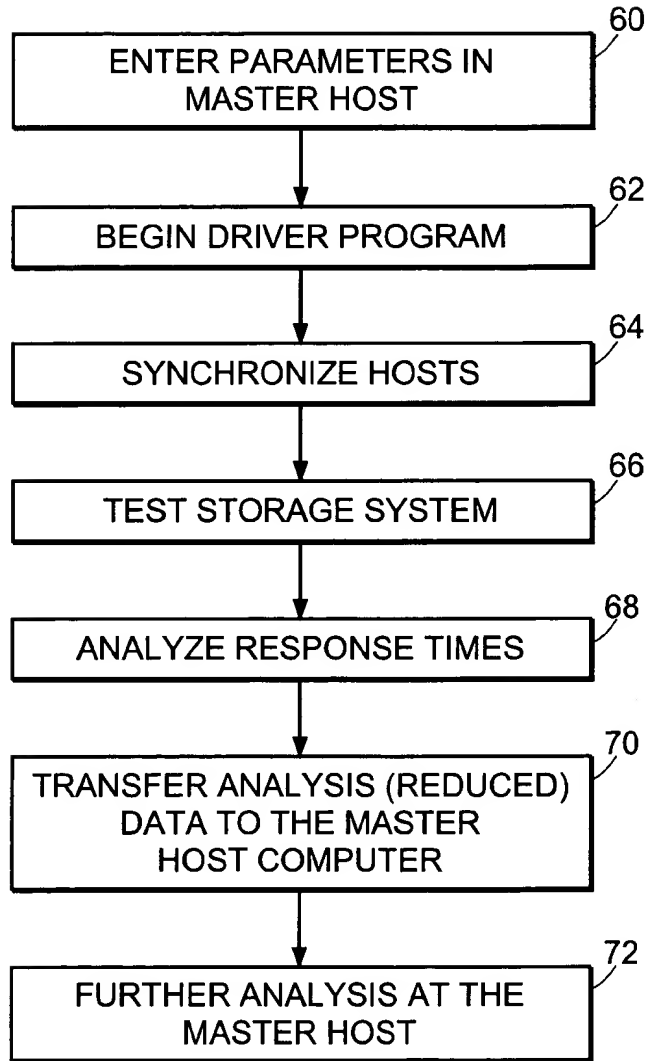 60
ENTER PARAMETERS IN
MASTER HOST
62
BEGIN DRIVER PROGRAM
64
SYNCHRONIZE HOSTS
66
TEST STORAGE SYSTEM
68
ANALYZE RESPONSE TIMES
70
TRANSFER ANALYSIS (REDUCED)
DATA TO THE MASTER
HOST COMPUTER
72
FURTHER ANALYSIS AT THE
MASTER HOST